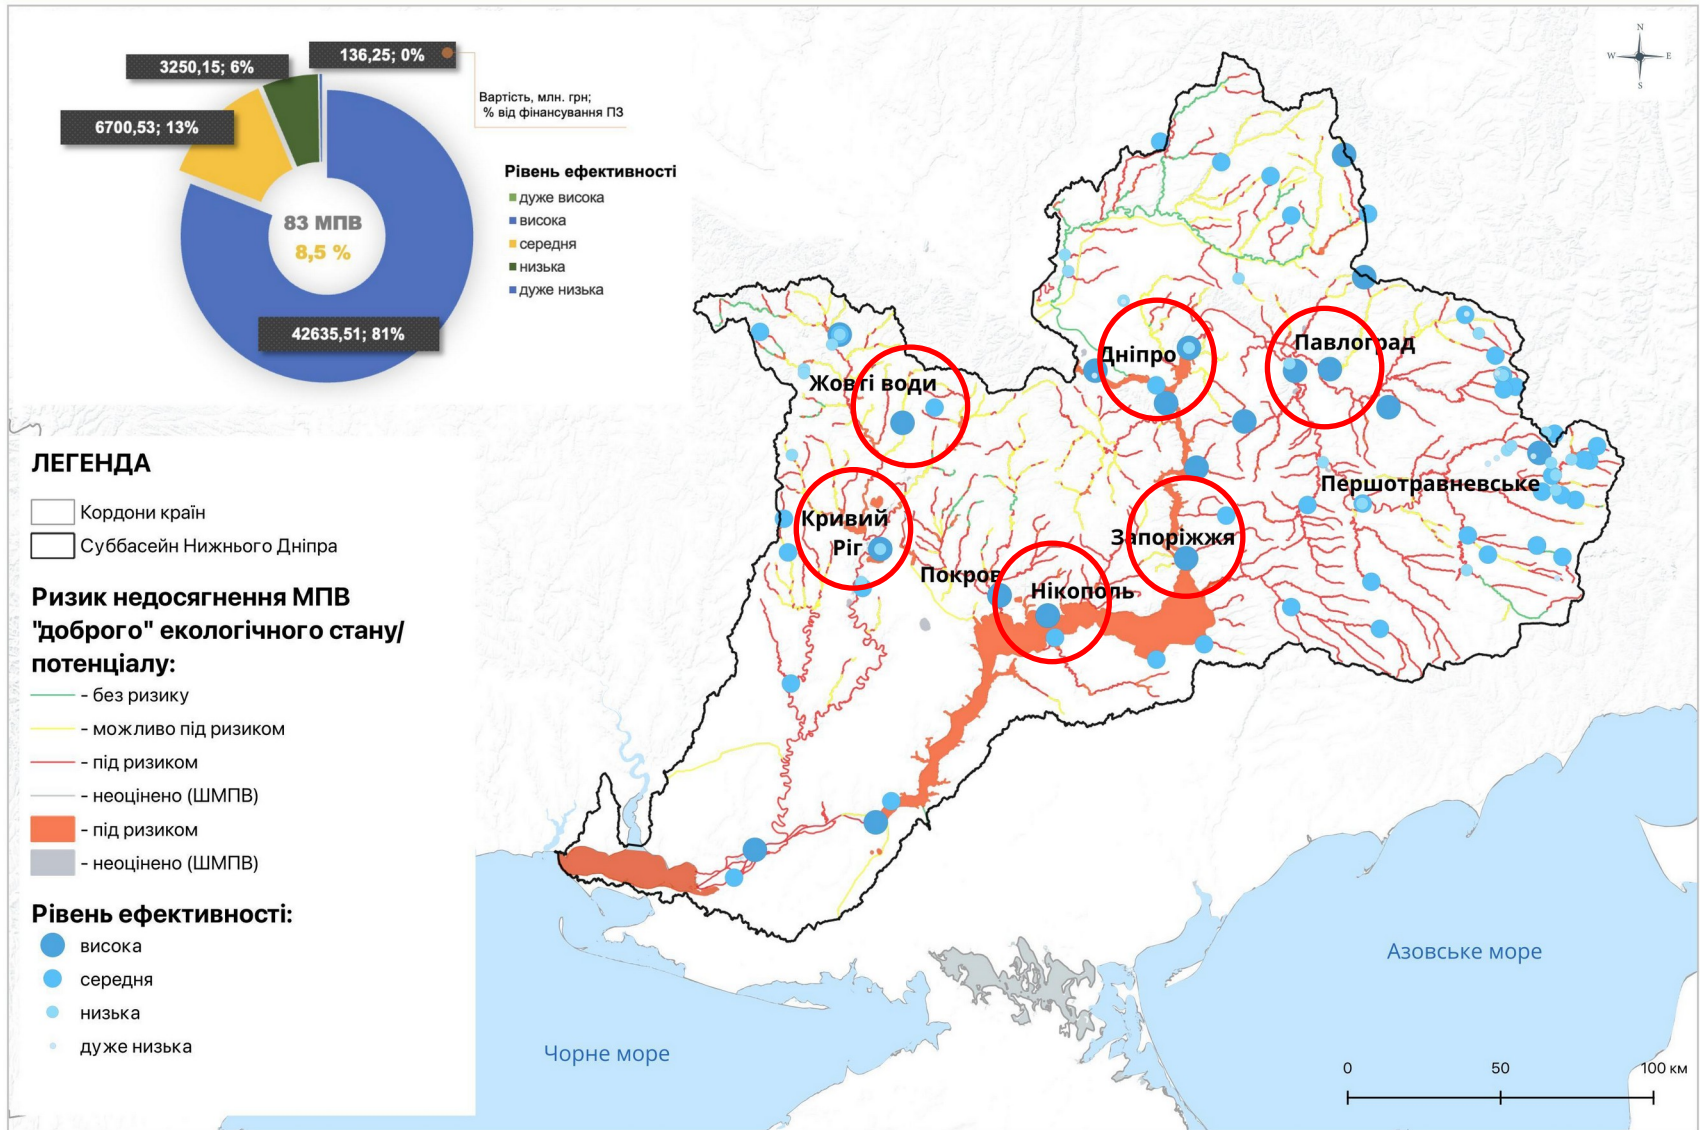 136,25; 0%
3250,15; 6%
6700,53; 13%
Вартість, млн. грн;
% від фінансування ПЗ
83 МПВ
8,5 %
42635,51; 81%
Рівень ефективності
дуже висока
висока
середня
низька
дуже низька
N
W
E
S
Дніпро
Павлоград
Жовті води
Кривий
Ріг
Першотравневське
Запоріжжя
Покров
Нікополь
ЛЕГЕНДА
Кордони країн
Суббасейн Нижнього Дніпра
Ризик недосягнення МПВ
"доброго" екологічного стану/
потенціалу:
- без ризику
- можливо під ризиком
- під ризиком
- неоцінено (ШМПВ)
- під ризиком
- неоцінено (ШМПВ)
Рівень ефективності:
висока
середня
низька
дуже низька
Азовське море
Чорне море
0 50 100 км